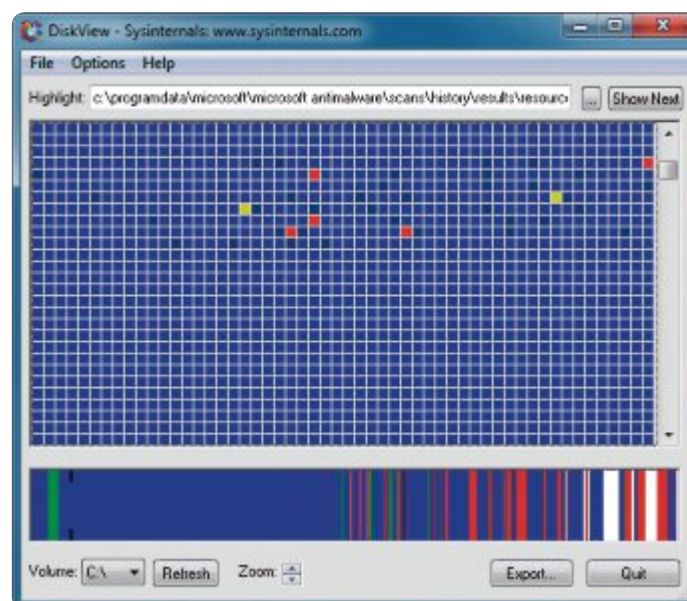 DiskView - Sysinternals: www.sysinternals.com
File Options Help
Highlight: c:\programdata\microsoft\microsoft antimalware\scans\history\results\resource ... Show Next
Volume: C:\ Refresh Zoom: Export... Quit